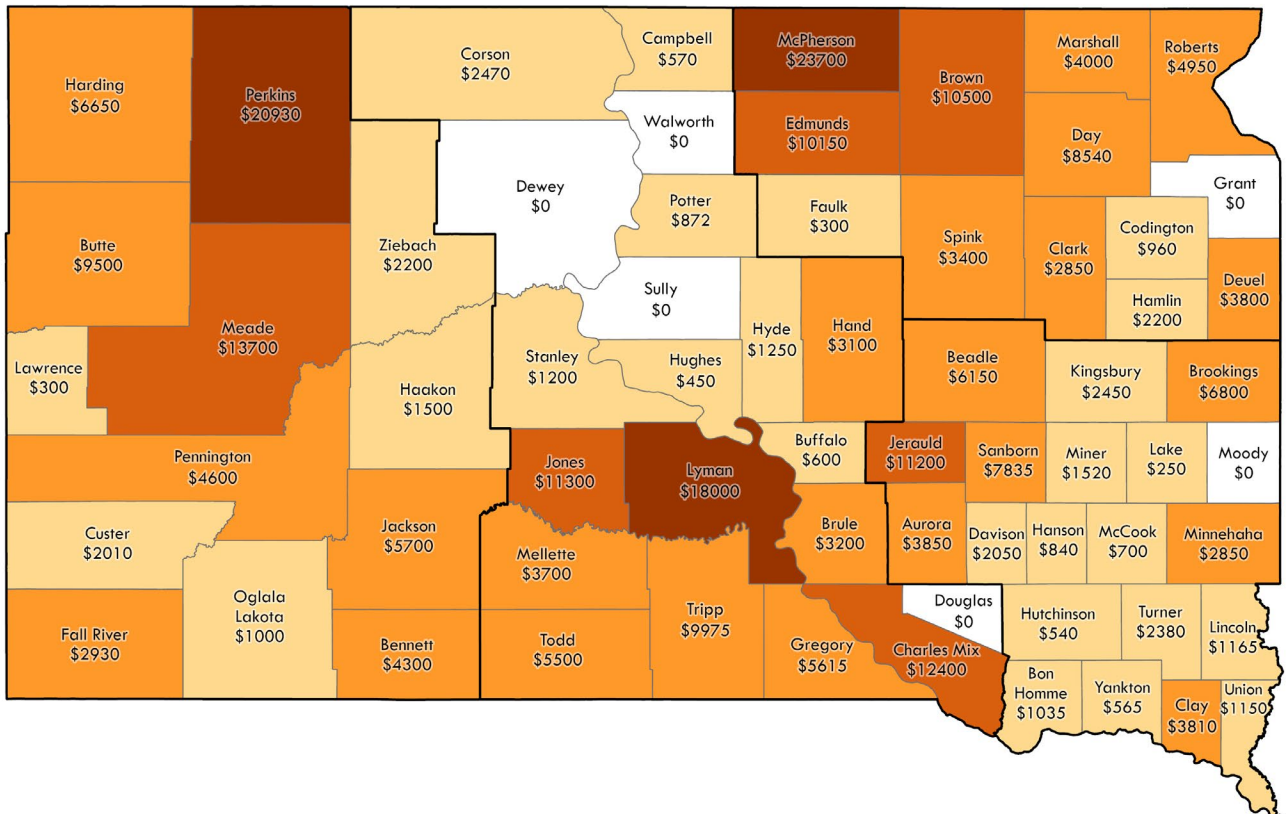 Harding
$6650
Perkins
$20930
Corson
$2470
Campbell
$570
McPherson
$23700
Brown
$10500
Marshall
$4000
Roberts
$4950
Walworth
$0
Edmunds
$10150
Day
$8540
Grant
$0
Dewey
$0
Potter
$872
Faulk
$300
Spink
$3400
Clark
$2850
Codington
$960
Butte
$9500
Ziebach
$2200
Sully
$0
Hamlin
$2200
Deuel
$3800
Meade
$13700
Hyde
$1250
Hand
$3100
Lawrence
$300
Haakon
$1500
Stanley
$1200
Hughes
$450
Beadle
$6150
Kingsbury
$2450
Brookings
$6800
Pennington
$4600
Jones
$11300
Lyman
$18000
Buffalo
$600
Jerauld
$11200
Sanborn
$7835
Miner
$1520
Lake
$250
Moody
$0
Custer
$2010
Jackson
$5700
Mellette
$3700
Brule
$3200
Aurora
$3850
Davison
$2050
Hanson
$840
McCook
$700
Minnehaha
$2850
Oglala
Lakota
$1000
Fall River
$2930
Bennett
$4300
Todd
$5500
Tripp
$9975
Gregory
$5615
Charles Mix
$12400
Douglas
$0
Hutchinson
$540
Turner
$2380
Lincoln
$1165
Bon
Homme
$1035
Yankton
$565
Clay
$3810
Union
$1150